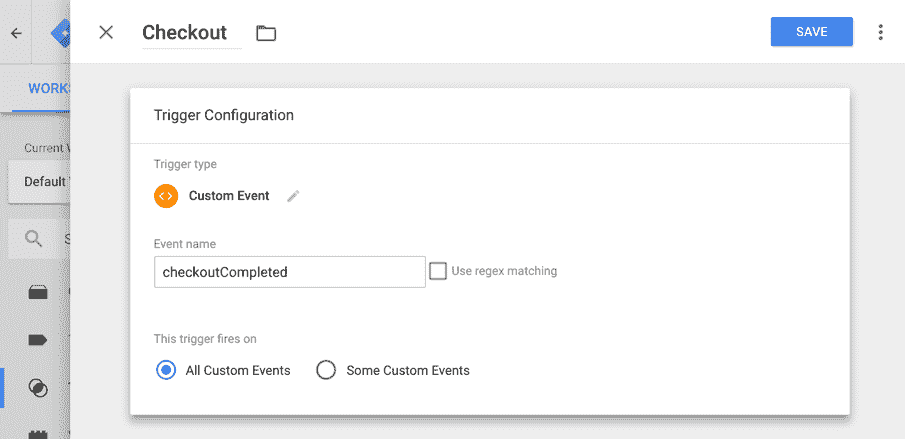 Checkout
SAVE
WORK
Current W
Default
Trigger Configuration
Trigger type
Custom Event
Event name
checkoutCompleted
Use regex matching
This trigger fires on
All Custom Events
Some Custom Events